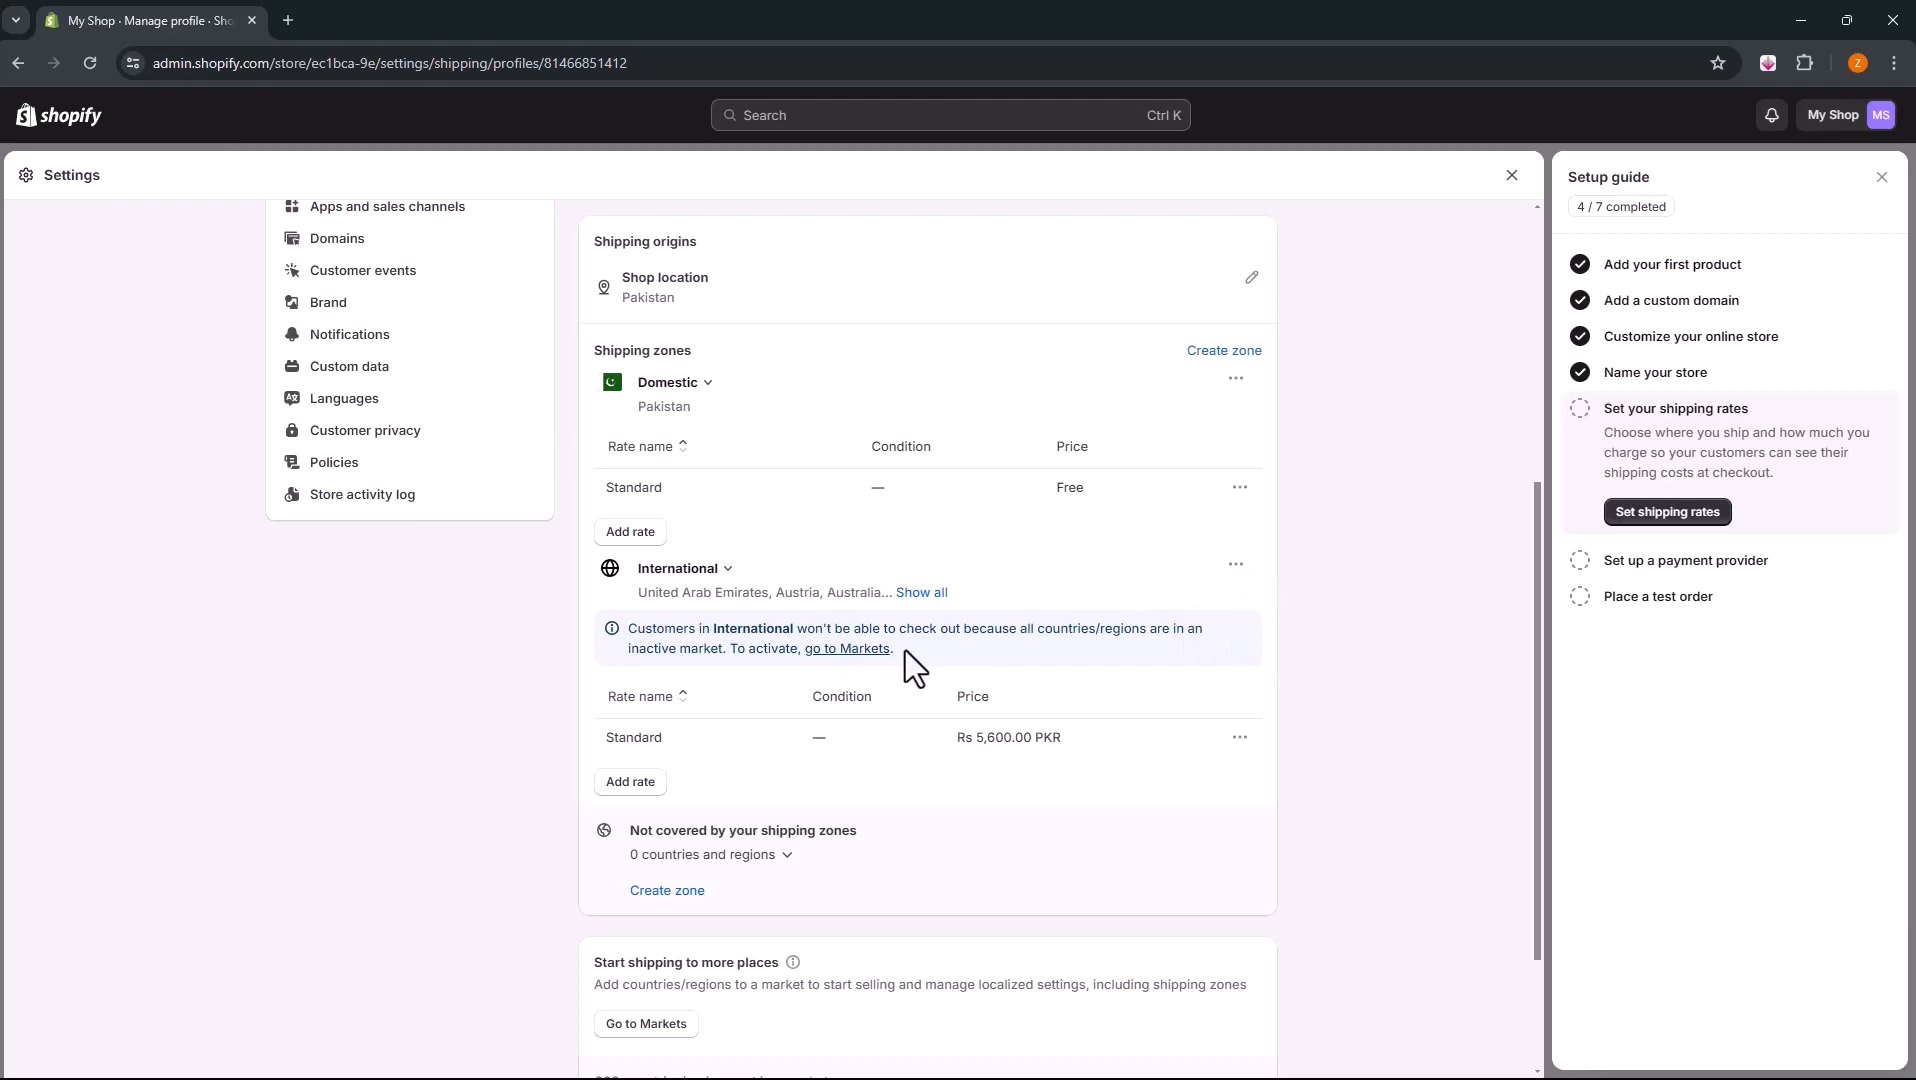 My Shop · Manage profile · Sho
admin.shopify.com/store/ec1bca-9e/settings/shipping/profiles/81466851412
Z
shopify
Search
Ctrl K
My Shop
MS
Settings
Apps and sales channels
Domains
Customer events
Brand
Notifications
Custom data
Languages
Customer privacy
Policies
Store activity log
Shipping origins
Shop location
Pakistan
Shipping zones
Create zone
Domestic
Pakistan
Rate name
Condition
Price
Standard
—
Free
Add rate
International
United Arab Emirates, Austria, Australia... Show all
Customers in International won't be able to check out because all countries/regions are in an
inactive market. To activate, go to Markets.
Rate name
Condition
Price
Standard
—
Rs 5,600.00 PKR
Add rate
Not covered by your shipping zones
0 countries and regions
Create zone
Start shipping to more places
Add countries/regions to a market to start selling and manage localized settings, including shipping zones
Go to Markets
Setup guide
4 / 7 completed
Add your first product
Add a custom domain
Customize your online store
Name your store
Set your shipping rates
Choose where you ship and how much you
charge so your customers can see their
shipping costs at checkout.
Set shipping rates
Set up a payment provider
Place a test order